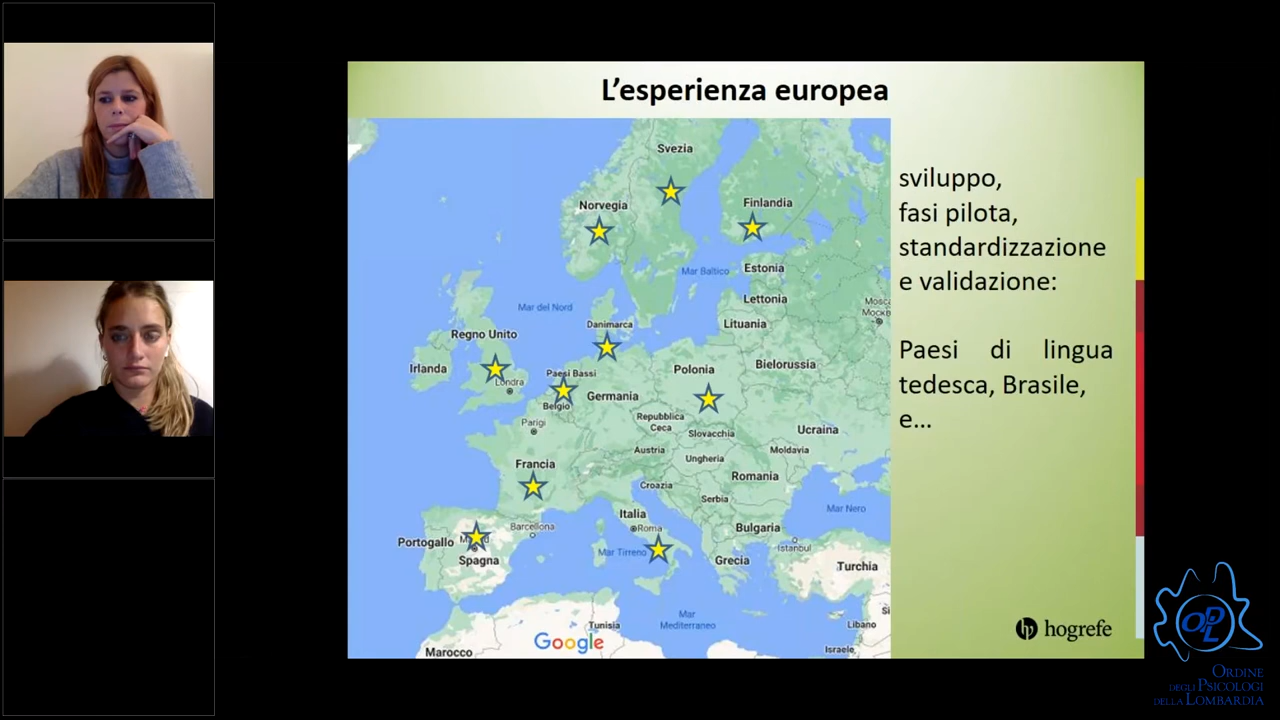 L'esperienza europea
Svezia
Norvegia
Finlandia
Mar Baltico
Estonia
Lettonia
Lituania
Mar del Nord
Danimarca
Regno Unito
Irlanda
Londra
Paesi Bassi
Belgio
Germania
Polonia
Bielorussia
Parigi
Repubblica
Ceca
Slovacchia
Ucraina
Austria
Ungheria
Moldavia
Francia
Croazia
Romania
Serbia
Italia
Roma
Mar Nero
Bulgaria
Barcellona
Portogallo
Spagna
Mar Tirreno
Istanbul
Grecia
Turchia
Mar
Mediterraneo
Tunisia
Marocco
Libano
Israele
Google
sviluppo,
fasi pilota,
standardizzazione
e validazione:
Paesi di lingua
tedesca, Brasile,
e...
hogrefe
OPL
ORDINE
DEGLI PSICOLOGI
DELLA LOMBARDIA